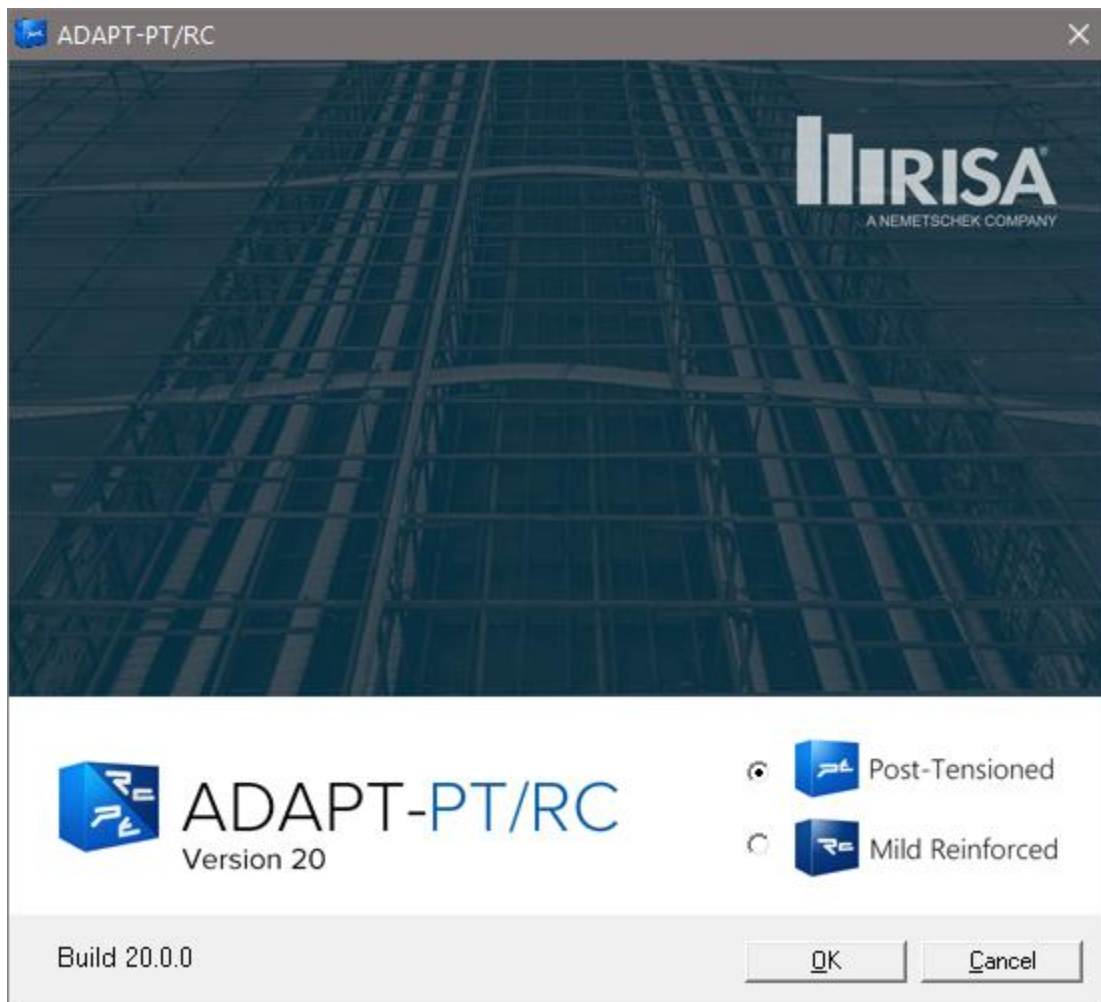 ADAPT-PT/RC
RISA
A NEMETSCHEK COMPANY
ADAPT-PT/RC
Version 20
Post-Tensioned
Mild Reinforced
Build 20.0.0
OK
Cancel